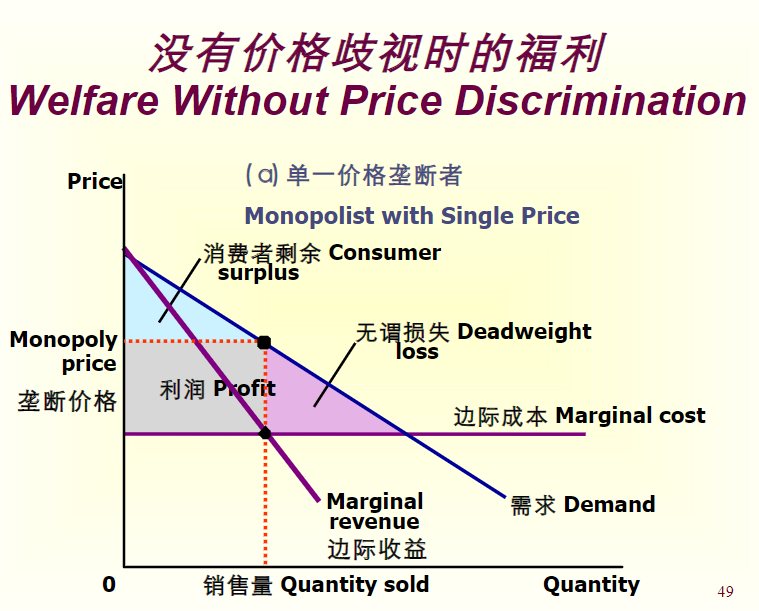 没有价格歧视时的福利
Welfare Without Price Discrimination
Price
(a) 单一价格垄断者
Monopolist with Single Price
消费者剩余 Consumer
surplus
Monopoly
price
垄断价格
无谓损失 Deadweight
loss
利润 Profit
边际成本 Marginal cost
Marginal
revenue
边际收益
需求 Demand
0
销售量 Quantity sold
Quantity
49